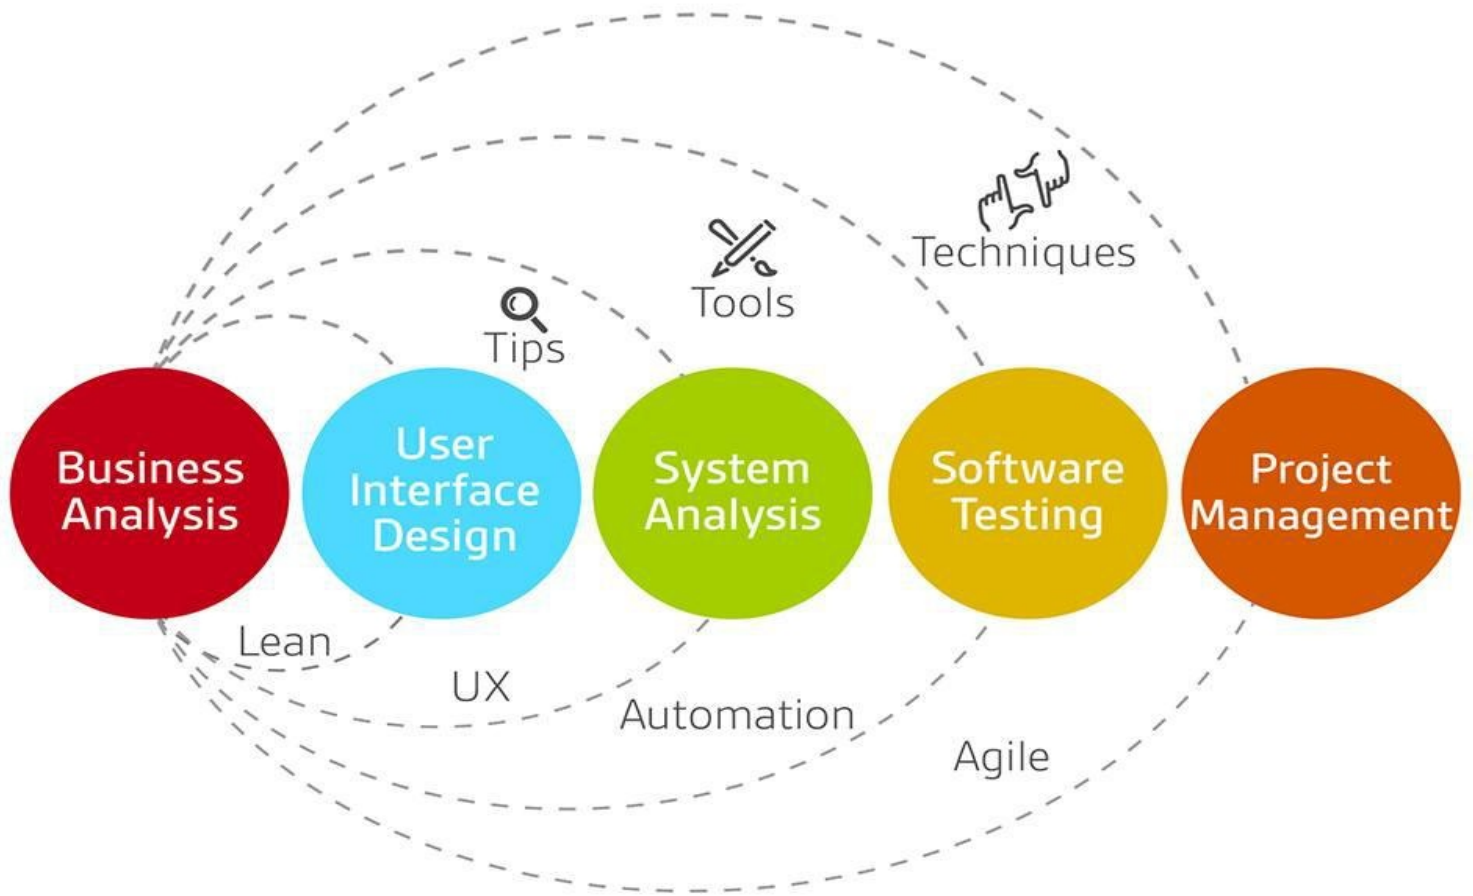 Techniques
Tools
Tips
Business
Analysis
User
Interface
Design
System
Analysis
Software
Testing
Project
Management
Lean
UX
Automation
Agile